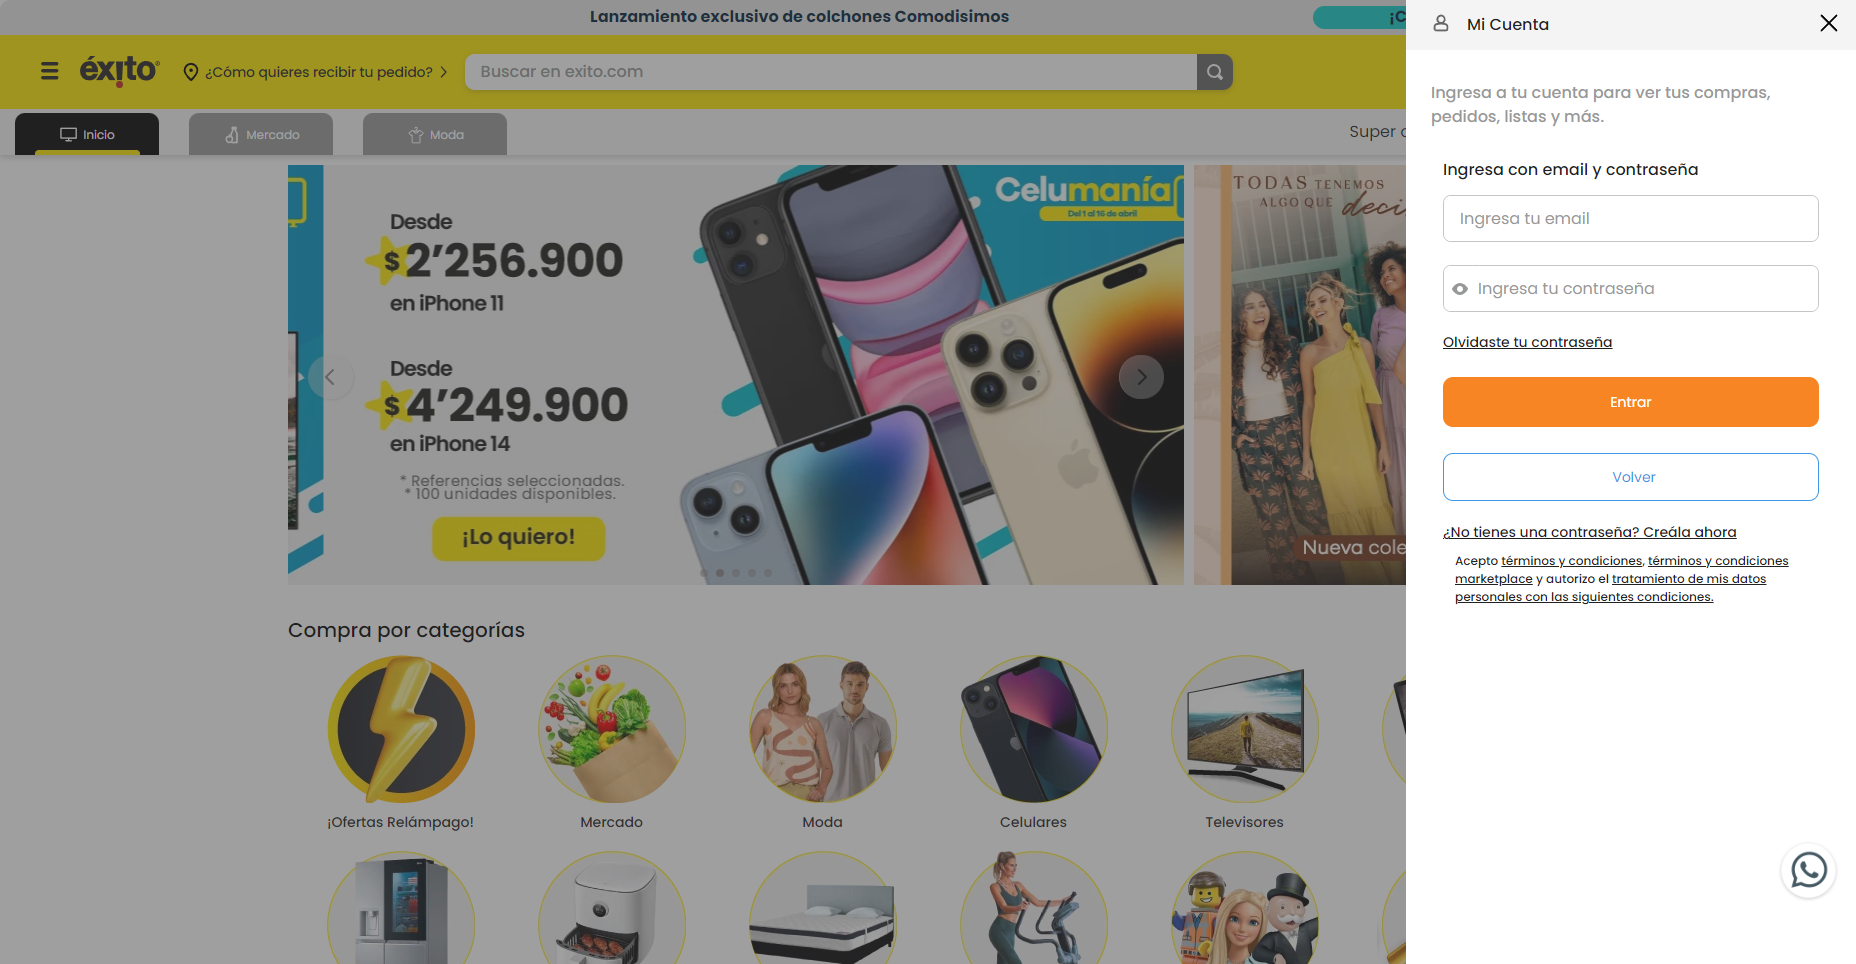 Lanzamiento exclusivo de colchones Comodisimos
¡C
éxito
¿Cómo quieres recibir tu pedido?
Buscar en exito.com
Inicio
Mercado
Moda
Super
Desde
$2'256.900
en iPhone 11
Desde
$4'249.900
en iPhone 14
* Referencias seleccionadas.
* 100 unidades disponibles.
¡Lo quiero!
Celumanía
Del 1 al 16 de abril
TODAS TENEMOS
ALGO QUE deci
Nueva cole
Compra por categorías
¡Ofertas Relámpago!
Mercado
Moda
Celulares
Televisores
Mi Cuenta
Ingresa a tu cuenta para ver tus compras,
pedidos, listas y más.
Ingresa con email y contraseña
Ingresa tu email
Ingresa tu contraseña
Olvidaste tu contraseña
Entrar
Volver
¿No tienes una contraseña? Creála ahora
Acepto términos y condiciones, términos y condiciones
marketplace y autorizo el tratamiento de mis datos
personales con las siguientes condiciones.